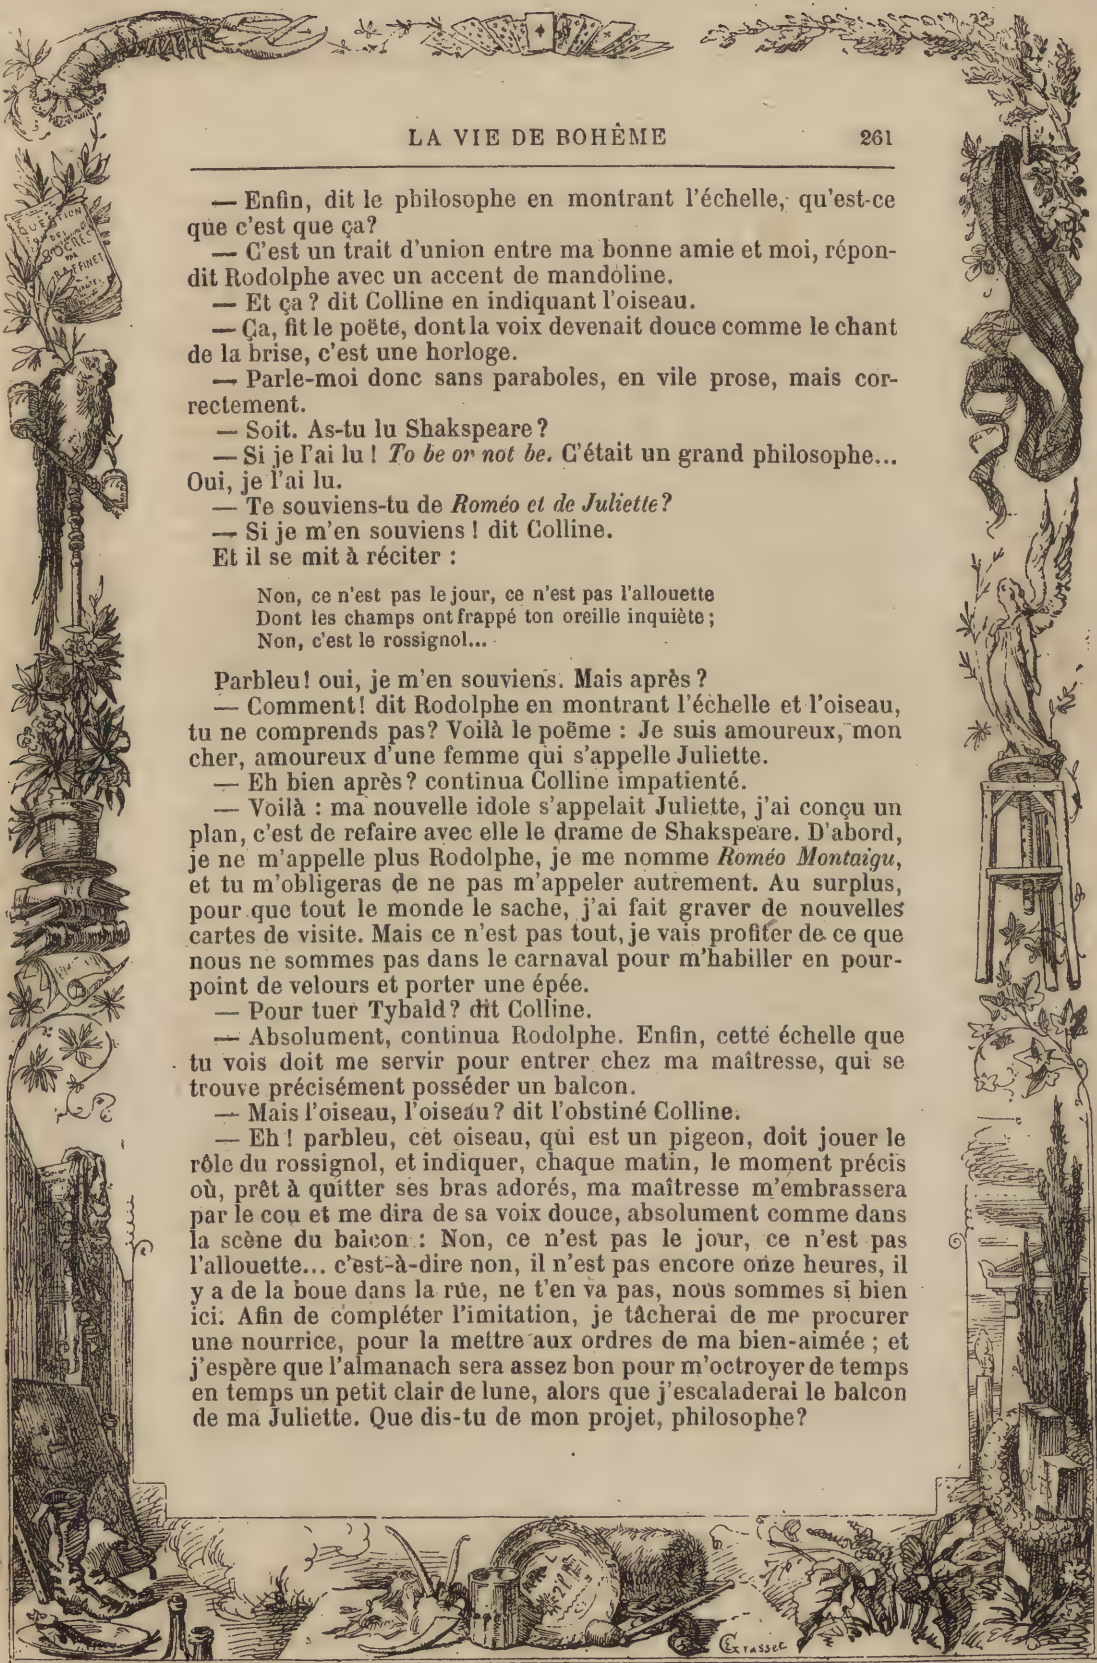 LA VIE DE BOHÊME 261
— Enfin, dit le philosophe en montrant l'échelle, qu'est-ce
que c'est que ça?
— C'est un trait d'union entre ma bonne amie et moi, répon-
dit Rodolphe avec un accent de mandoline.
— Et ça? dit Colline en indiquant l'oiseau.
— Ça, fit le poëte, dont la voix devenait douce comme le chant
de la brise, c'est une horloge.
— Parle-moi donc sans paraboles, en vile prose, mais cor-
rectement.
— Soit. As-tu lu Shakspeare?
— Si je l'ai lu! To be or not be. C'était un grand philosophe...
Oui, je l'ai lu.
— Te souviens-tu de Roméo et de Juliette?
— Si je m'en souviens! dit Colline.
Et il se mit à réciter :
Non, ce n'est pas le jour, ce n'est pas l'allouette
Dont les champs ont frappé ton oreille inquiète;
Non, c'est le rossignol...
Parbleu! oui, je m'en souviens. Mais après?
— Comment! dit Rodolphe en montrant l'échelle et l'oiseau,
tu ne comprends pas? Voilà le poëme : Je suis amoureux, mon
cher, amoureux d'une femme qui s'appelle Juliette.
— Eh bien après? continua Colline impatienté.
— Voilà : ma nouvelle idole s'appelait Juliette, j'ai conçu un
plan, c'est de refaire avec elle le drame de Shakspeare. D'abord,
je ne m'appelle plus Rodolphe, je me nomme Roméo Montaigu,
et tu m'obligeras de ne pas m'appeler autrement. Au surplus,
pour que tout le monde le sache, j'ai fait graver de nouvelles
cartes de visite. Mais ce n'est pas tout, je vais profiter de ce que
nous ne sommes pas dans le carnaval pour m'habiller en pour-
point de velours et porter une épée.
— Pour tuer Tybald? dit Colline.
— Absolument, continua Rodolphe. Enfin, cette échelle que
tu vois doit me servir pour entrer chez ma maîtresse, qui se
trouve précisément posséder un balcon.
— Mais l'oiseau, l'oiseau? dit l'obstiné Colline.
— Eh! parbleu, cet oiseau, qui est un pigeon, doit jouer le
rôle du rossignol, et indiquer, chaque matin, le moment précis
où, prêt à quitter ses bras adorés, ma maîtresse m'embrassera
par le cou et me dira de sa voix douce, absolument comme dans
la scène du balcon : Non, ce n'est pas le jour, ce n'est pas
l'allouette... c'est-à-dire non, il n'est pas encore onze heures, il
y a de la boue dans la rue, ne t'en va pas, nous sommes si bien
ici. Afin de compléter l'imitation, je tâcherai de me procurer
une nourrice, pour la mettre aux ordres de ma bien-aimée; et
j'espère que l'almanach sera assez bon pour m'octroyer de temps
en temps un petit clair de lune, alors que j'escaladerai le balcon
de ma Juliette. Que dis-tu de mon projet, philosophe?
QUESTION
DES
SUCRES
PAR
RAFFINET
Grasset